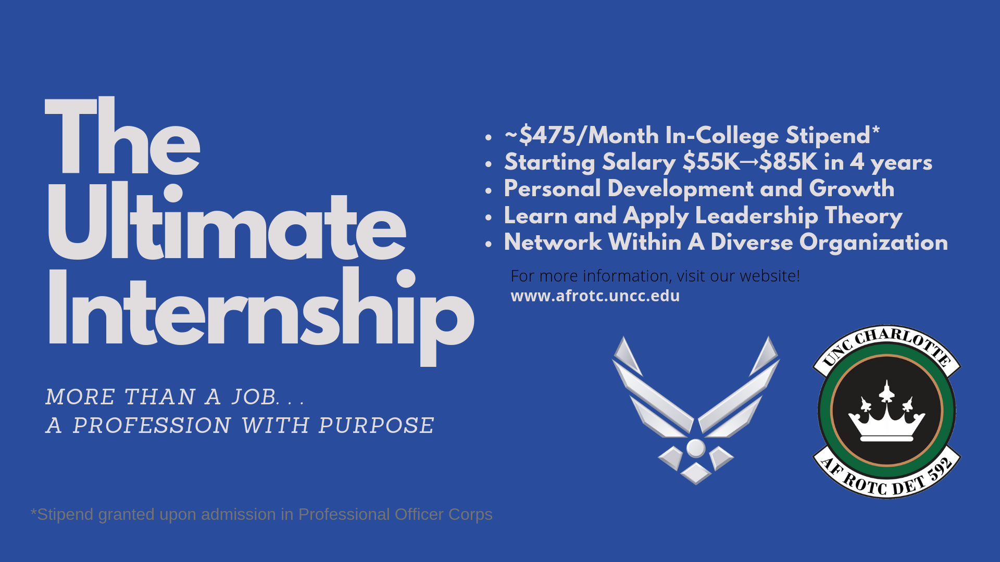 The
Ultimate
Internship
MORE THAN A JOB. . .
A PROFESSION WITH PURPOSE
• ~$475/Month In-College Stipend*
• Starting Salary $55K→$85K in 4 years
• Personal Development and Growth
• Learn and Apply Leadership Theory
• Network Within A Diverse Organization
For more information, visit our website!
www.afrotc.uncc.edu
UNC CHARLOTTE
AF ROTC DET 592
*Stipend granted upon admission in Professional Officer Corps